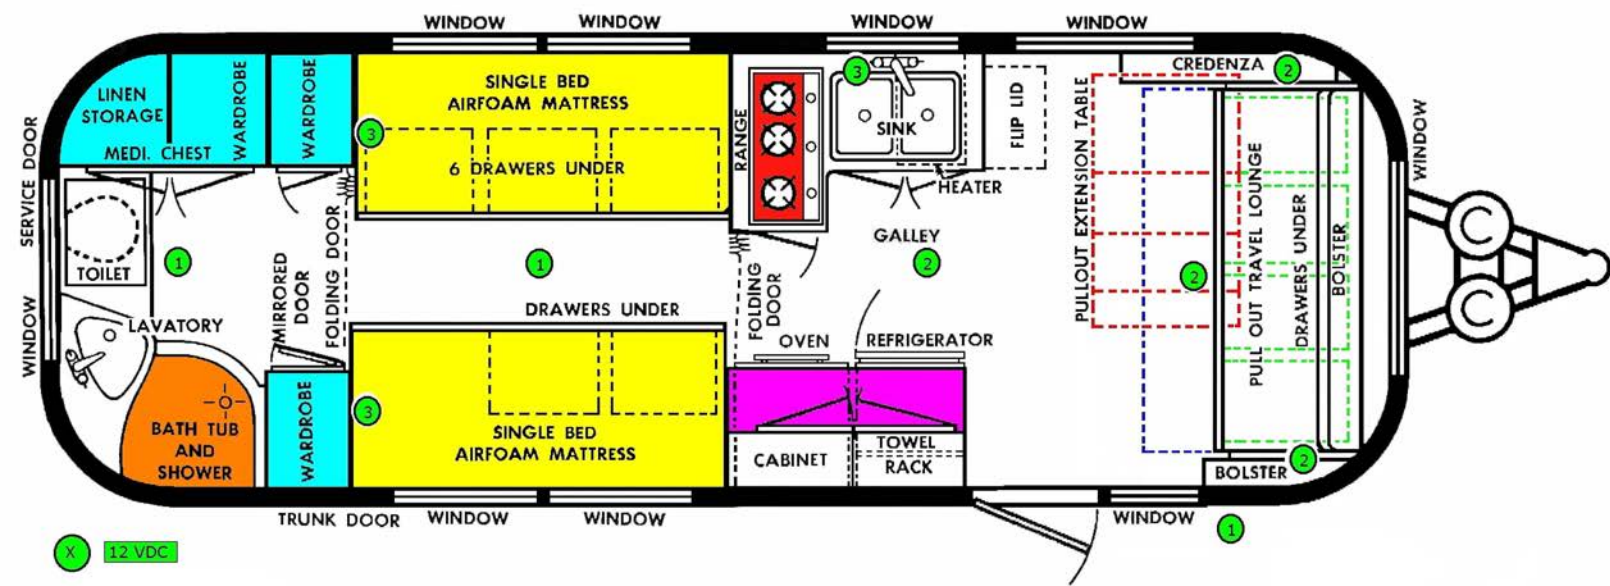 WINDOW
WINDOW
WINDOW
WINDOW
LINEN
STORAGE
WARDROBE
WARDROBE
MEDI. CHEST
SINGLE BED
AIRFOAM MATTRESS
3
6 DRAWERS UNDER
RANGE
3
SINK
HEATER
FLIP LID
CREDENZA
2
SERVICE DOOR
WINDOW
TOILET
1
MIRRORED
DOOR
FOLDING DOOR
1
DRAWERS UNDER
FOLDING
DOOR
GALLEY
2
PULLOUT EXTENSION TABLE
2
PULL OUT TRAVEL LOUNGE
DRAWERS UNDER
BOLSTER
WINDOW
LAVATORY
OVEN
REFRIGERATOR
BATH TUB
AND
SHOWER
WARDROBE
3
SINGLE BED
AIRFOAM MATTRESS
CABINET
TOWEL
RACK
2
BOLSTER
TRUNK DOOR
WINDOW
WINDOW
WINDOW
1
X
12 VDC